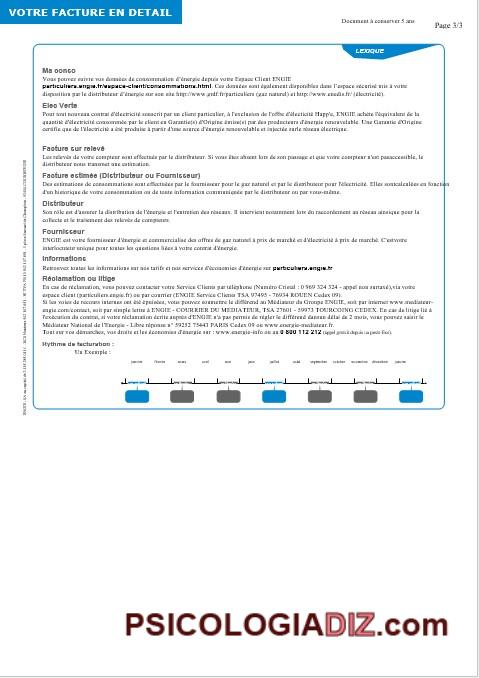 VOTRE FACTURE EN DETAIL
Document à conserver 5 ans
Page 3/3
LEXIQUE
Ma conso
Vous pouvez suivre vos données de consommation d'énergie depuis votre Espace Client ENGIE
particuliers.engie.fr/espace-client/consommations.html. Ces données sont également disponibles dans l'espace sécurisé mis à votre
disposition par le distributeur d'énergie sur son site http://www.grdf.fr/particuliers (gaz naturel) et http://www.enedis.fr/ (électricité).
Elec Verte
Pour tout nouveau contrat d'électricité souscrit par un client particulier, à l'exclusion de l'offre d'électricité Happ'e, ENGIE achète l'équivalent de la
quantité d'électricité consommée par le client en Garantie(s) d'Origine émise(s) par des producteurs d'énergie renouvelable. Une Garantie d'Origine
certifie que de l'électricité a été produite à partir d'une source d'énergie renouvelable et injectée sur le réseau électrique.
Facture sur relevé
Les relevés de votre compteur sont effectués par le distributeur. Si vous êtes absent lors de son passage et que votre compteur n'est pas accessible, le
distributeur nous transmet une estimation.
Facture estimée (Distributeur ou Fournisseur)
Des estimations de consommations sont effectuées par le fournisseur pour le gaz naturel et par le distributeur pour l'électricité. Elles sont calculées en fonction
d'un historique de votre consommation ou de toute information communiquée par le distributeur ou par vous-même.
Distributeur
Son rôle est d'assurer la distribution de l'énergie et l'entretien des réseaux. Il intervient notamment lors du raccordement au réseau ainsi que pour la
collecte et le traitement des relevés de compteurs.
Fournisseur
ENGIE est votre fournisseur d'énergie et commercialise des offres de gaz naturel à prix de marché et d'électricité à prix de marché. C'est votre
interlocuteur unique pour toutes les questions liées à votre contrat d'énergie.
Informations
Retrouvez toutes les informations sur nos tarifs et nos services d'économies d'énergie sur particuliers.engie.fr
Réclamation ou litige
En cas de réclamation, vous pouvez contacter votre Service Clients par téléphone (Numéro Cristal : 0 969 324 324 - appel non surtaxé), via votre
espace client (particuliers.engie.fr) ou par courrier (ENGIE Service Clients TSA 97495 - 76934 ROUEN Cedex 09).
Si les voies de recours internes ont été épuisées, vous pouvez soumettre le différend au Médiateur du Groupe ENGIE, soit par internet www.mediateur-
engie.com/contact, soit par simple lettre à ENGIE - COURRIER DU MEDIATEUR, TSA 27601 - 59973 TOURCOING CEDEX. En cas de litige lié à
l'exécution du contrat, si votre réclamation écrite auprès d'ENGIE n'a pas permis de régler le différend dans un délai de 2 mois, vous pouvez saisir le
Médiateur National de l'Energie - Libre réponse n° 59252 75443 PARIS Cedex 09 ou www.energie-mediateur.fr.
Tout sur vos démarches, vos droits et les économies d'énergie sur : www.energie-info.fr ou au 0 800 112 212 (appel gratuit depuis un poste fixe).
Rythme de facturation :
Un Exemple :
janvier février mars avril mai juin juillet août septembre octobre novembre décembre janvier
PSICOLOGIADIZ.com